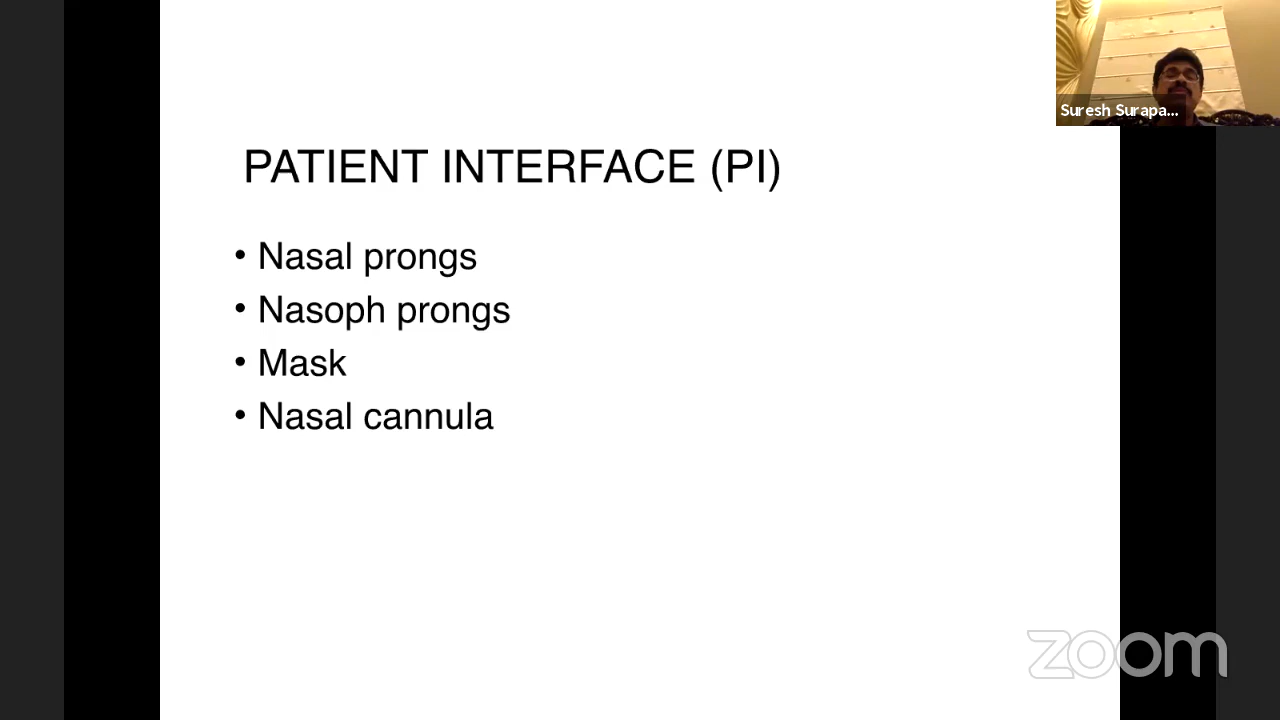 Suresh Surapa...
PATIENT INTERFACE (PI)
• Nasal prongs
• Nasoph prongs
• Mask
• Nasal cannula
zoom